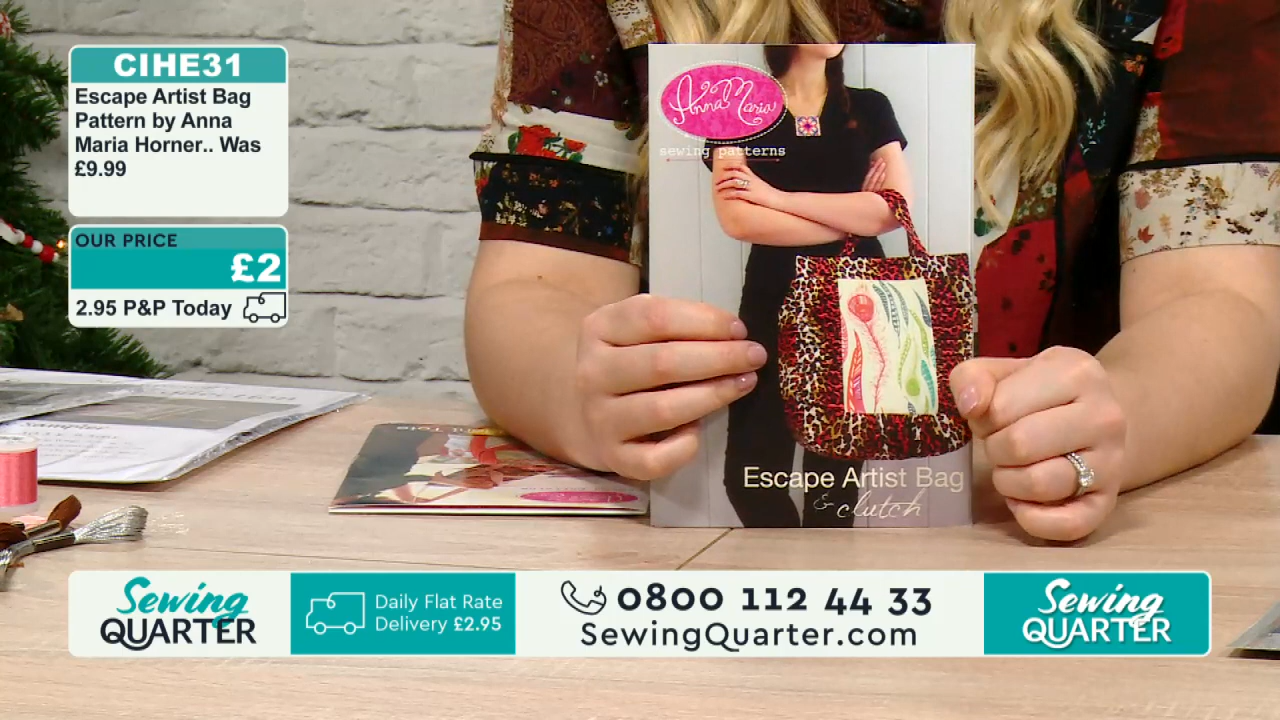 CIHE31
Escape Artist Bag
Pattern by Anna
Maria Horner.. Was
£9.99
OUR PRICE
£2
2.95 P&P Today
Anna Maria
sewing patterns
Escape Artist Bag
& clutch
Sampler
Sewing
QUARTER
Daily Flat Rate
Delivery £2.95
0800 112 44 33
SewingQuarter.com
Sewing
QUARTER